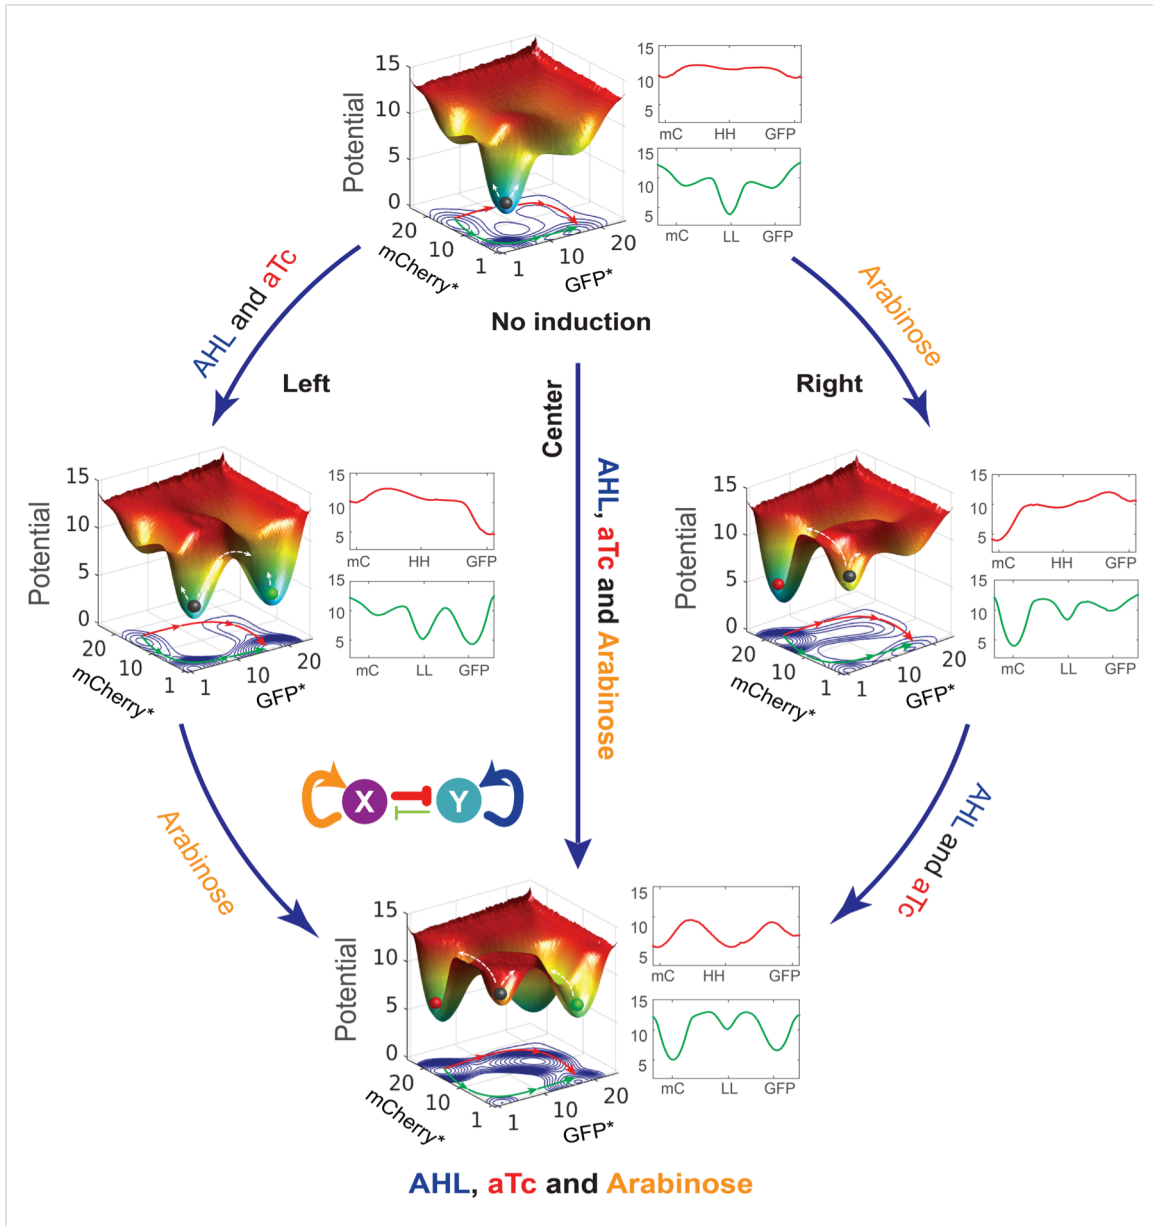 15
10
5
0
Potential
20
10
1
mCherry*
1
10
20
GFP*
15
10
5
mC HH GFP
15
10
5
mC LL GFP
No induction
AHL and aTc
Left
Center
AHL, aTc and Arabinose
Right
Arabinose
15
10
5
0
Potential
20
10
1
mCherry*
1
10
20
GFP*
15
10
5
mC HH GFP
15
10
5
mC LL GFP
15
10
5
0
Potential
20
10
1
mCherry*
1
10
20
GFP*
15
10
5
mC HH GFP
15
10
5
mC LL GFP
Arabinose
X Y
AHL and aTc
15
10
5
0
Potential
20
10
1
mCherry*
1
10
20
GFP*
15
10
5
mC HH GFP
15
10
5
mC LL GFP
AHL, aTc and Arabinose